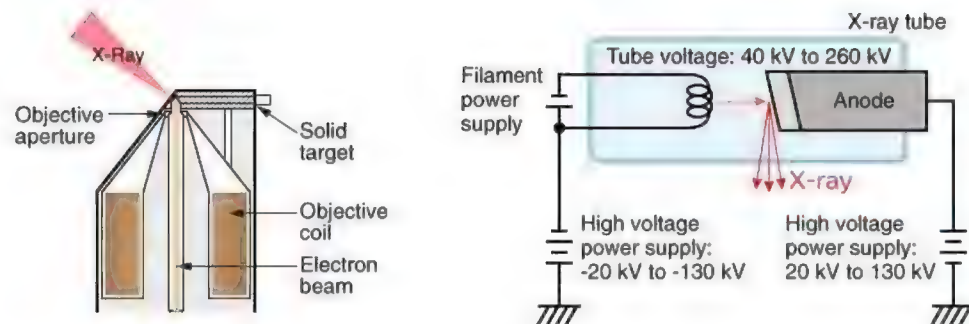 X-Ray
Objective
aperture
Solid
target
Objective
coil
Electron
beam
X-ray tube
Tube voltage: 40 kV to 260 kV
Filament
power
supply
Anode
X-ray
High voltage
power supply:
-20 kV to -130 kV
High voltage
power supply:
20 kV to 130 kV